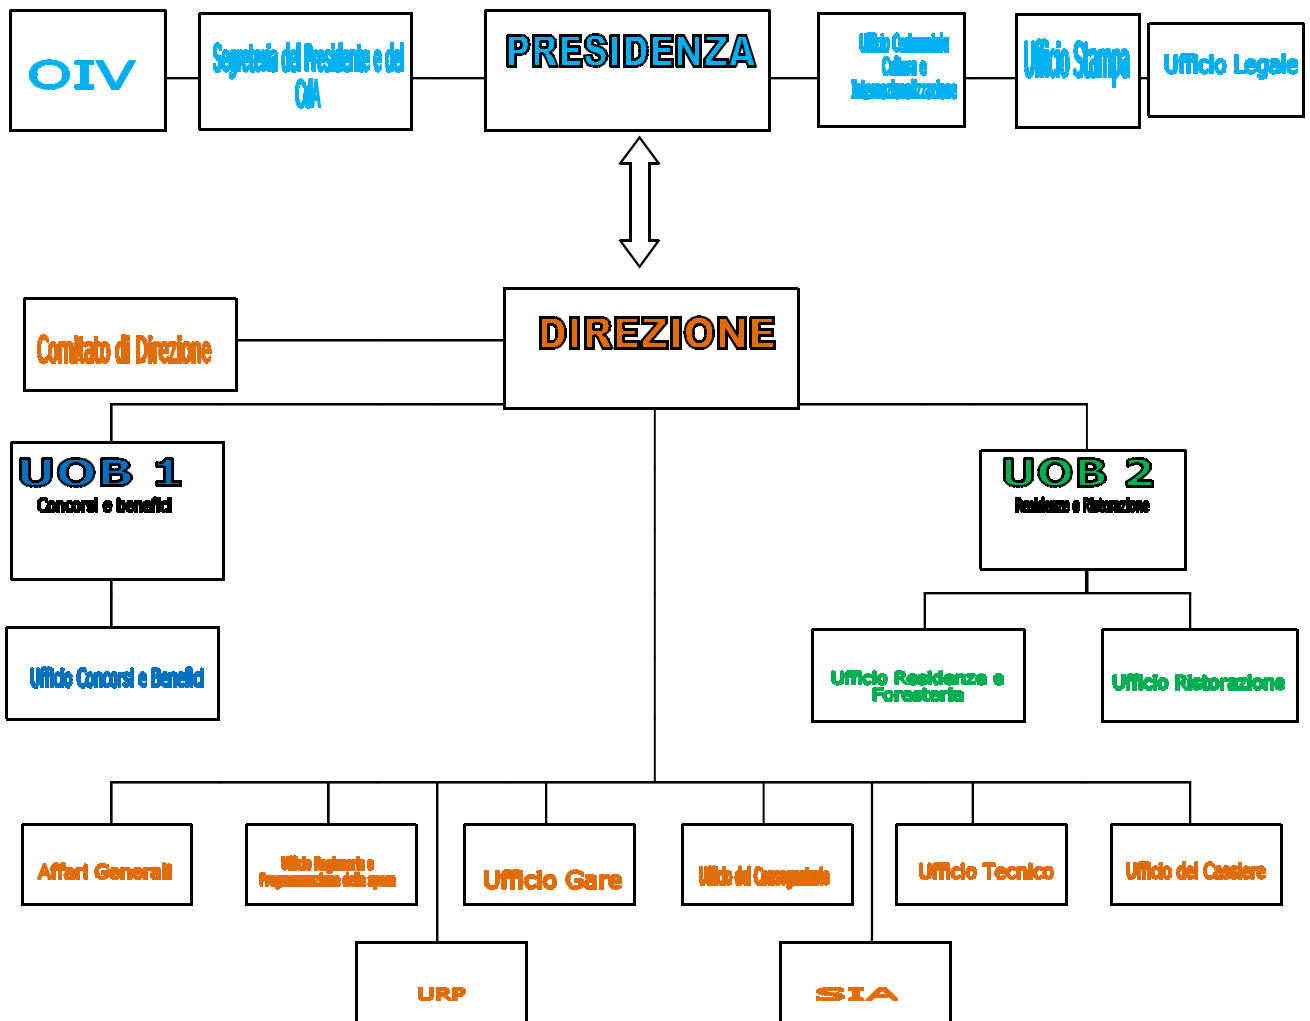 OIV
Segreteria del Presidente e del
CdA
PRESIDENZA
Ufficio Cerimoniale
Cultura e
Internazionalizzazione
Ufficio Stampa
Ufficio Legale
Comitato di Direzione
DIREZIONE
UOB 1
Concorsi e benefici
UOB 2
Residenze e Ristorazione
Ufficio Concorsi e Benefici
Ufficio Residenze e
Foresteria
Ufficio Ristorazione
Affari Generali
Ufficio Ragioneria e
Programmazione della spesa
Ufficio Gare
Ufficio del Consegnatario
Ufficio Tecnico
Ufficio del Cassiere
URP
SIA